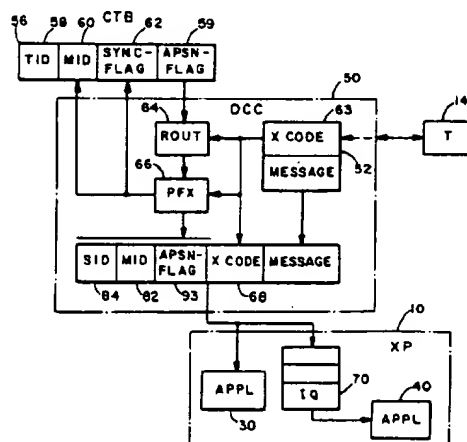 56 58 60 CTB 62 59
TID MID SYNC-FLAG APSN-FLAG
50
DCC
64 63 14
ROUT X CODE T
52
66 MESSAGE
PFX
SID MID APSN-FLAG X CODE MESSAGE
84 82 93 68
10
XP
APPL IQ 70 40
30 APPL